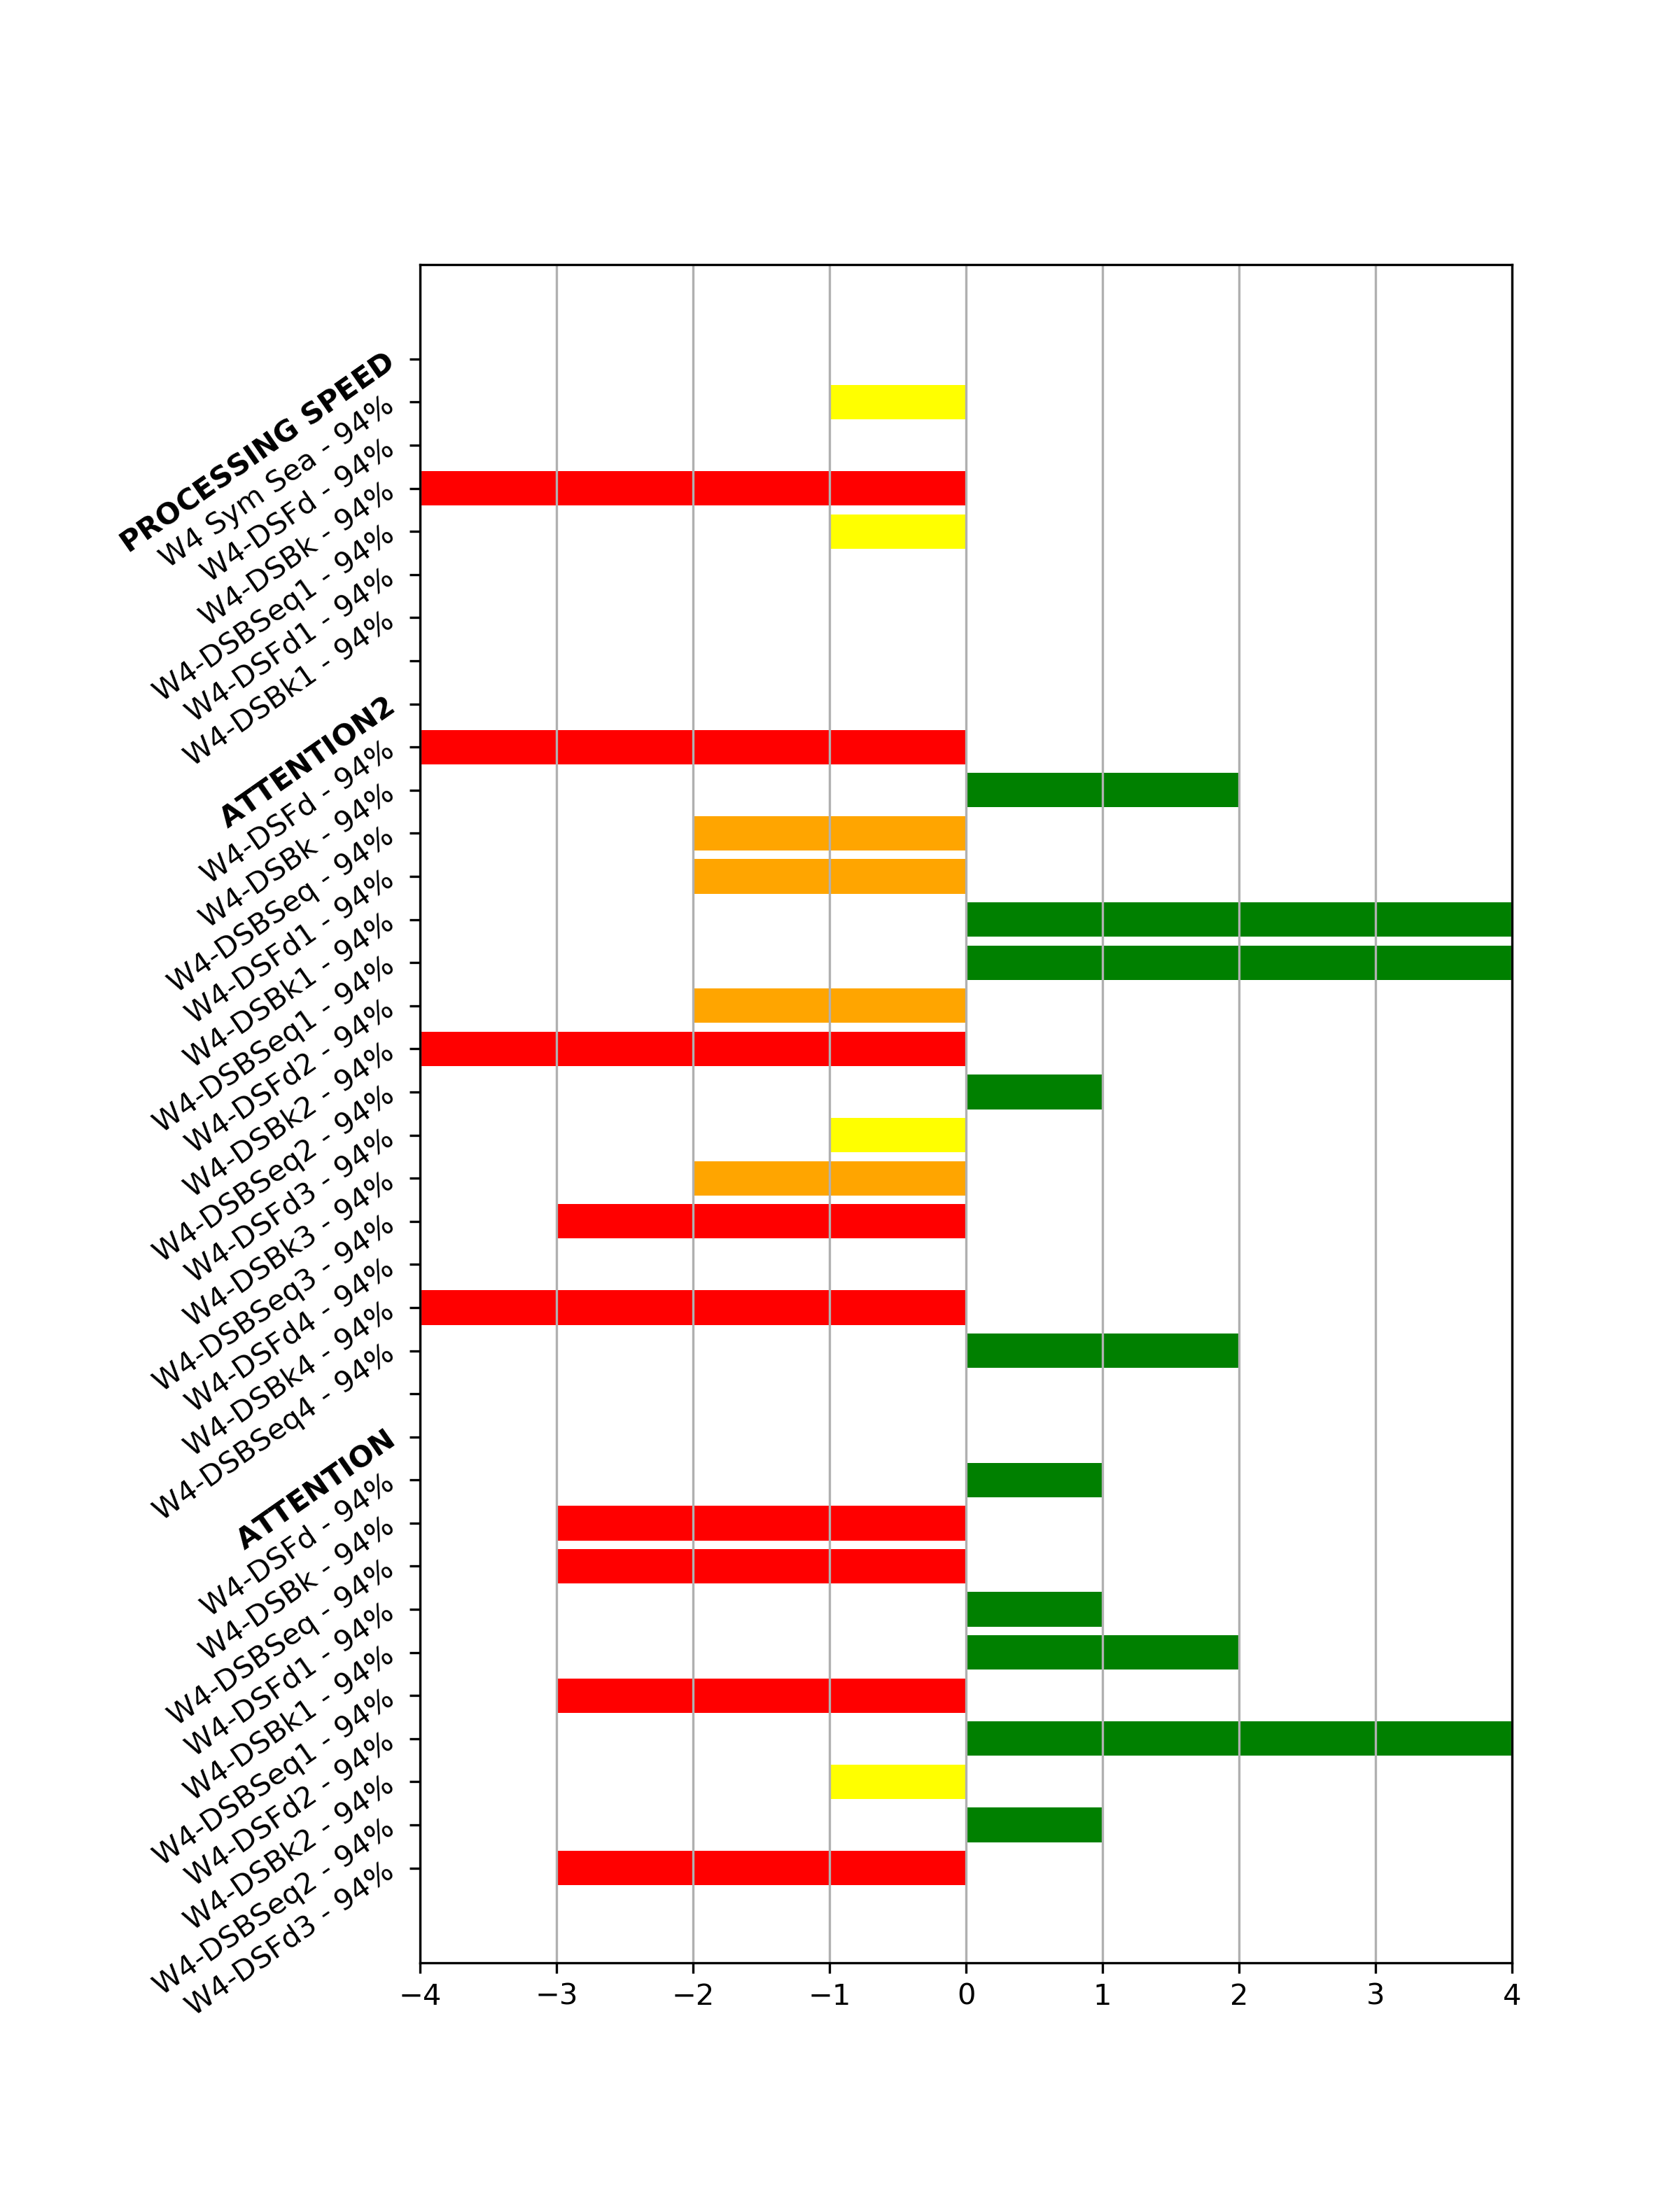 PROCESSING SPEED
W4 Sym Sea - 94%
W4-DSFd - 94%
W4-DSBk - 94%
W4-DSBSeq1 - 94%
W4-DSFd1 - 94%
W4-DSBk1 - 94%
ATTENTION2
W4-DSFd - 94%
W4-DSBk - 94%
W4-DSBSeq - 94%
W4-DSFd1 - 94%
W4-DSBk1 - 94%
W4-DSBSeq1 - 94%
W4-DSFd2 - 94%
W4-DSBk2 - 94%
W4-DSBSeq2 - 94%
W4-DSFd3 - 94%
W4-DSBk3 - 94%
W4-DSBSeq3 - 94%
W4-DSFd4 - 94%
W4-DSBk4 - 94%
W4-DSBSeq4 - 94%
ATTENTION
W4-DSFd - 94%
W4-DSBk - 94%
W4-DSBSeq - 94%
W4-DSFd1 - 94%
W4-DSBk1 - 94%
W4-DSBSeq1 - 94%
W4-DSFd2 - 94%
W4-DSBk2 - 94%
W4-DSBSeq2 - 94%
W4-DSFd3 - 94%
−4 −3 −2 −1 0 1 2 3 4